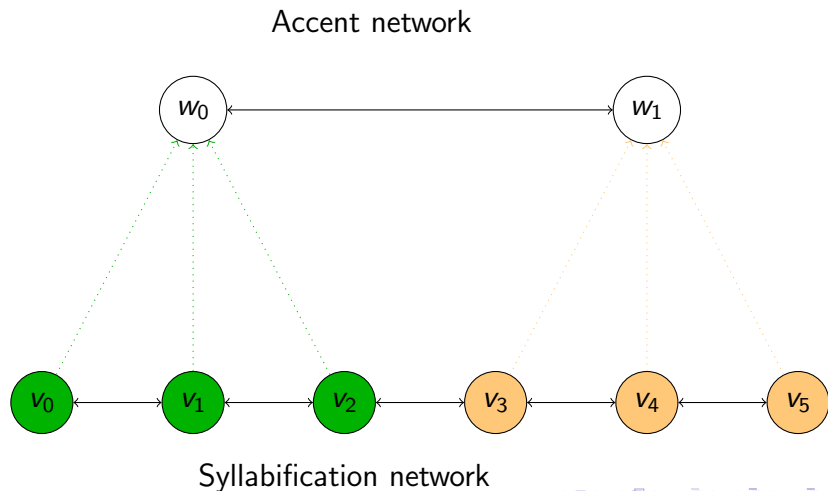 Accent network
w₀ w₁
v₀ v₁ v₂ v₃ v₄ v₅
Syllabification network